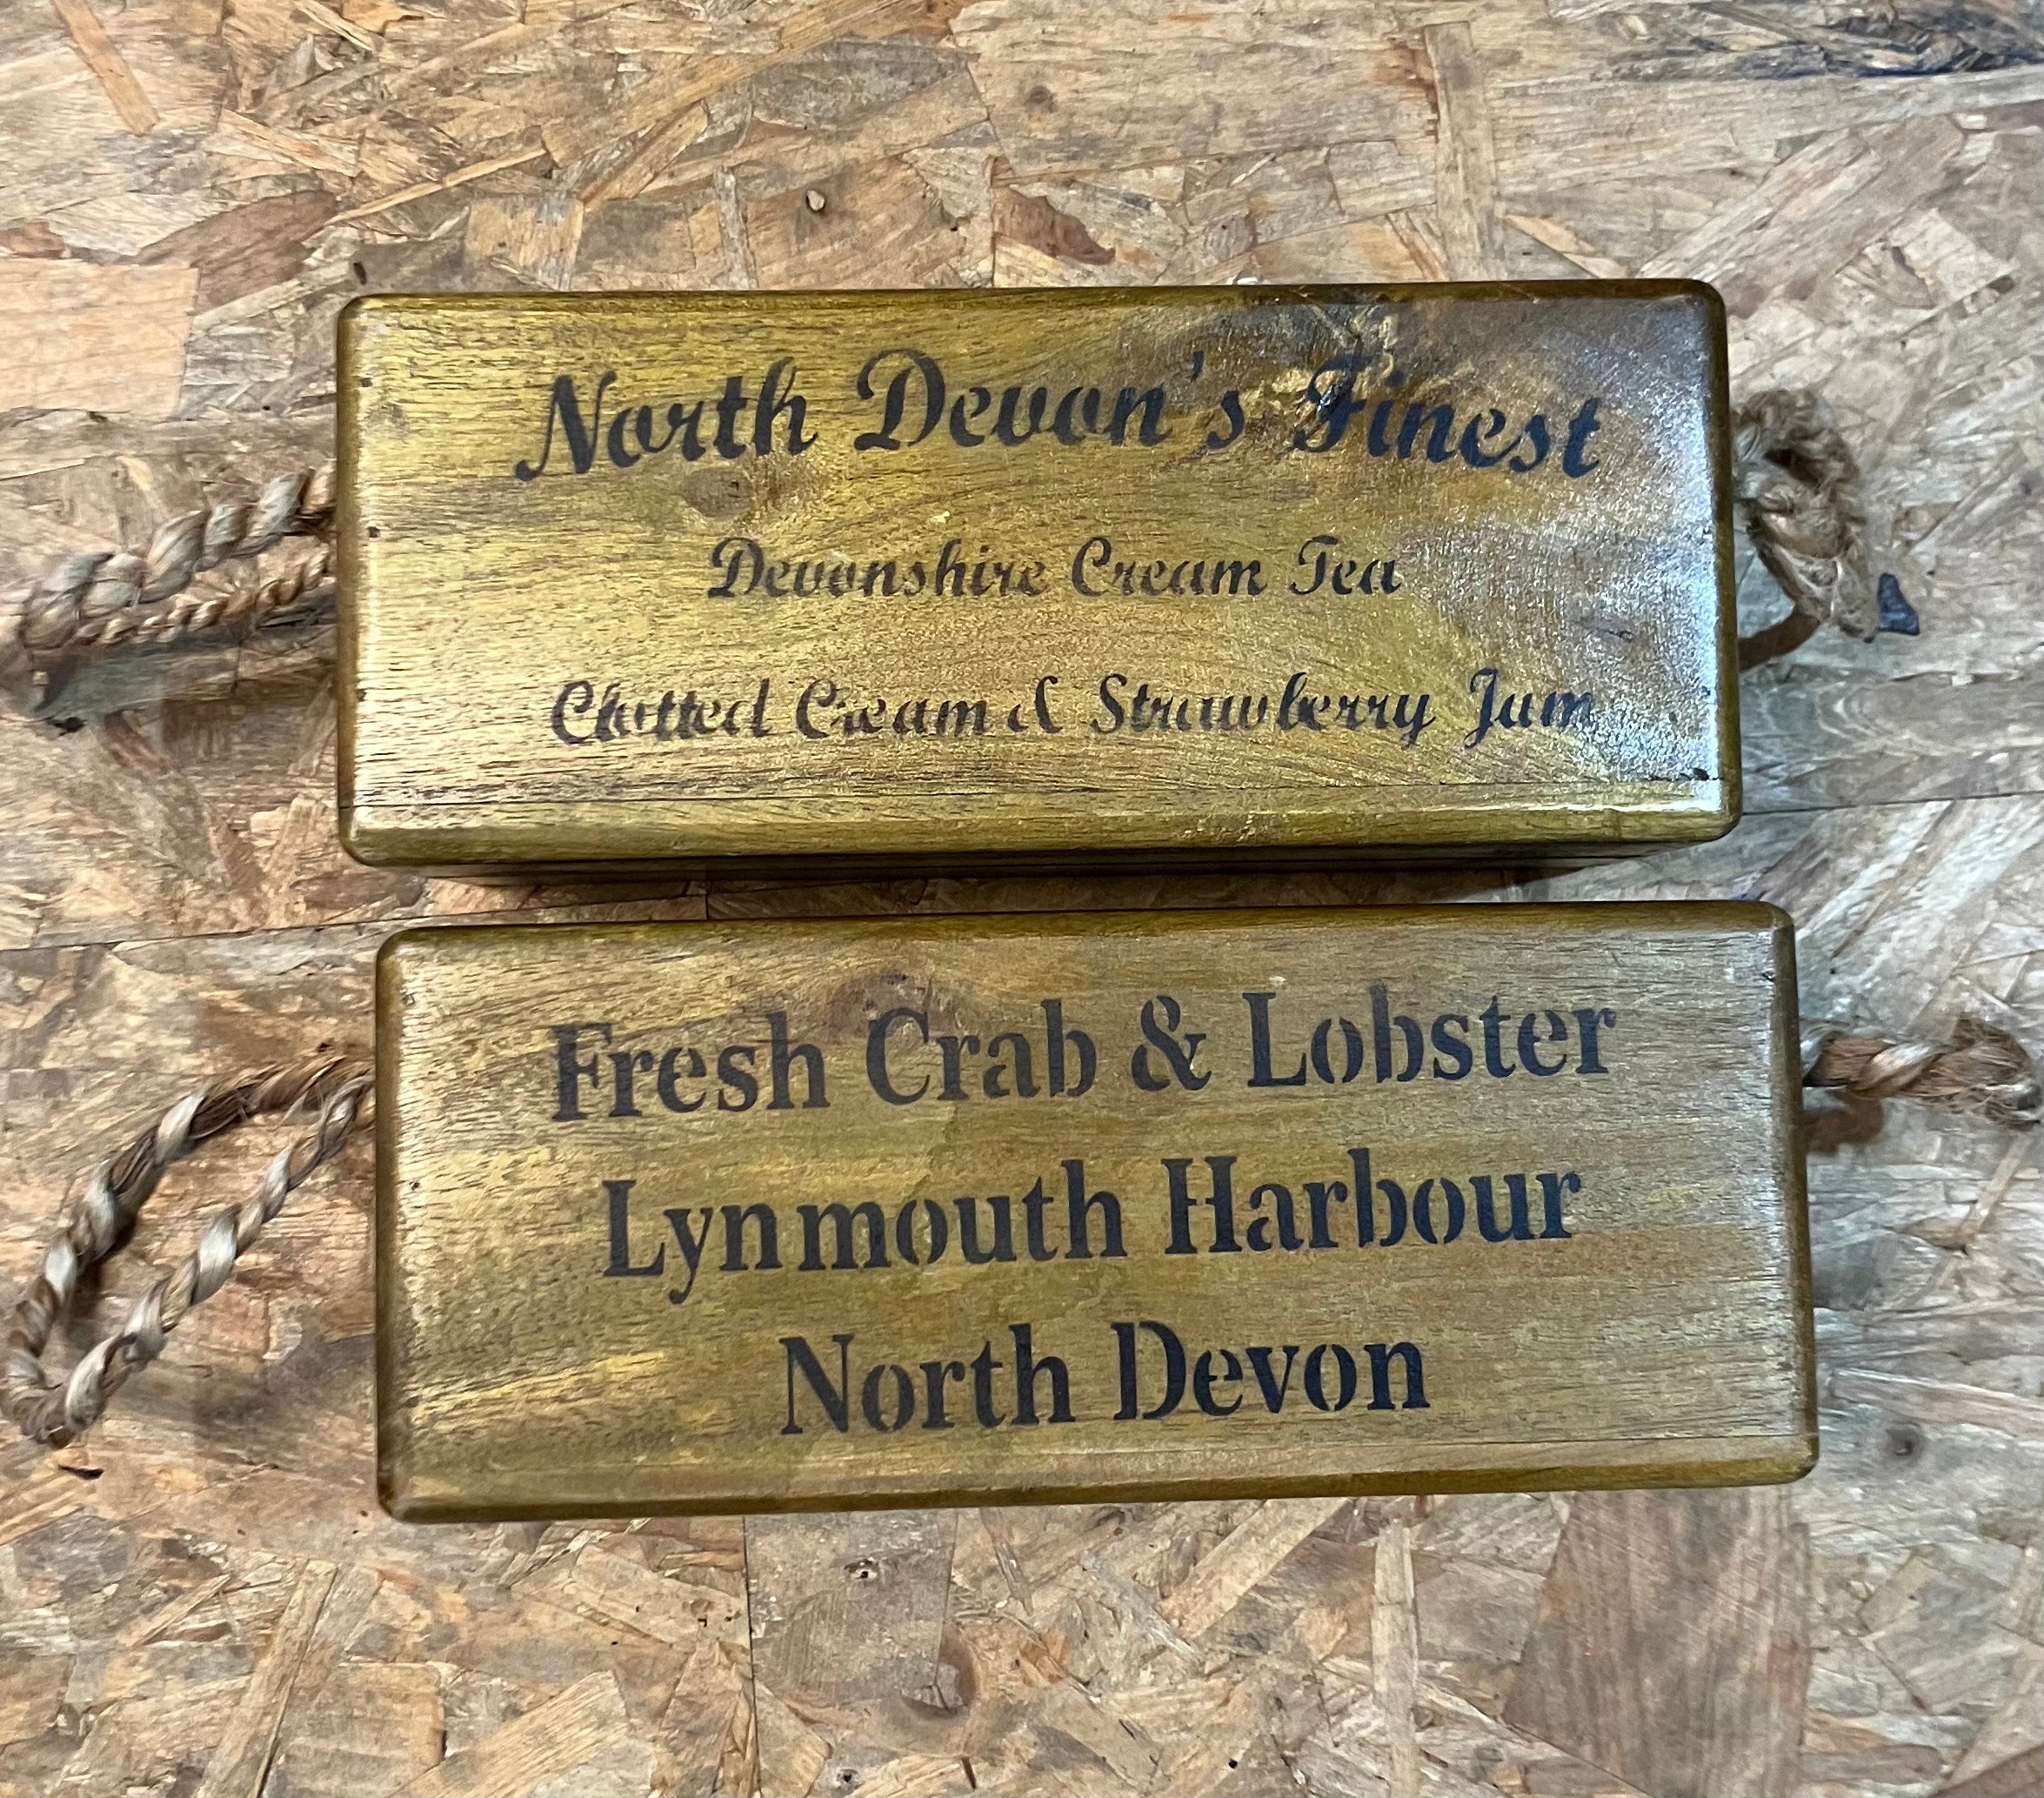 North Devon's Finest
Devonshire Cream Tea
Clotted Cream & Strawberry Jam
Fresh Crab & Lobster
Lynmouth Harbour
North Devon